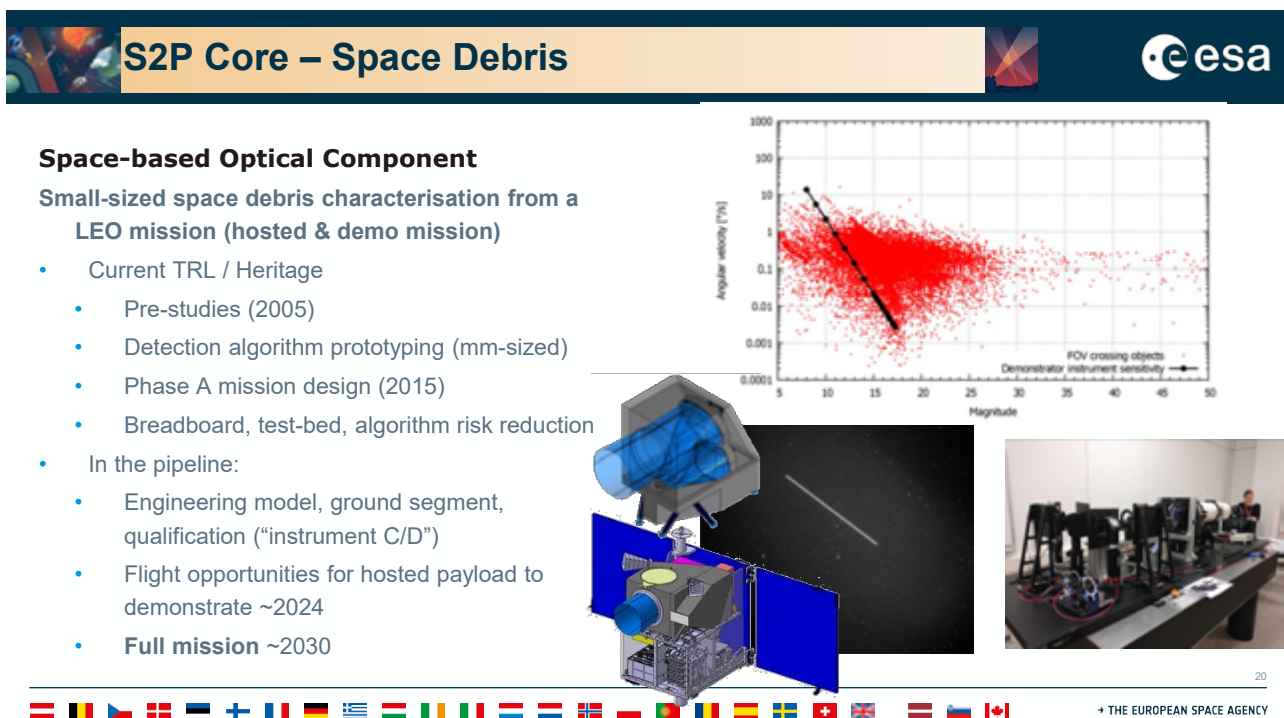 S2P Core – Space Debris
esa
Space-based Optical Component
Small-sized space debris characterisation from a
LEO mission (hosted & demo mission)
• Current TRL / Heritage
• Pre-studies (2005)
• Detection algorithm prototyping (mm-sized)
• Phase A mission design (2015)
• Breadboard, test-bed, algorithm risk reduction
• In the pipeline:
• Engineering model, ground segment,
qualification (“instrument C/D”)
• Flight opportunities for hosted payload to
demonstrate ~2024
• Full mission ~2030
1000
100
10
1
0.1
0.01
0.001
0.0001
Angular velocity [°/s]
FOV crossing objects
Demonstrator instrument sensitivity
5 10 15 20 25 30 35 40 45 50
Magnitude
20
→ THE EUROPEAN SPACE AGENCY